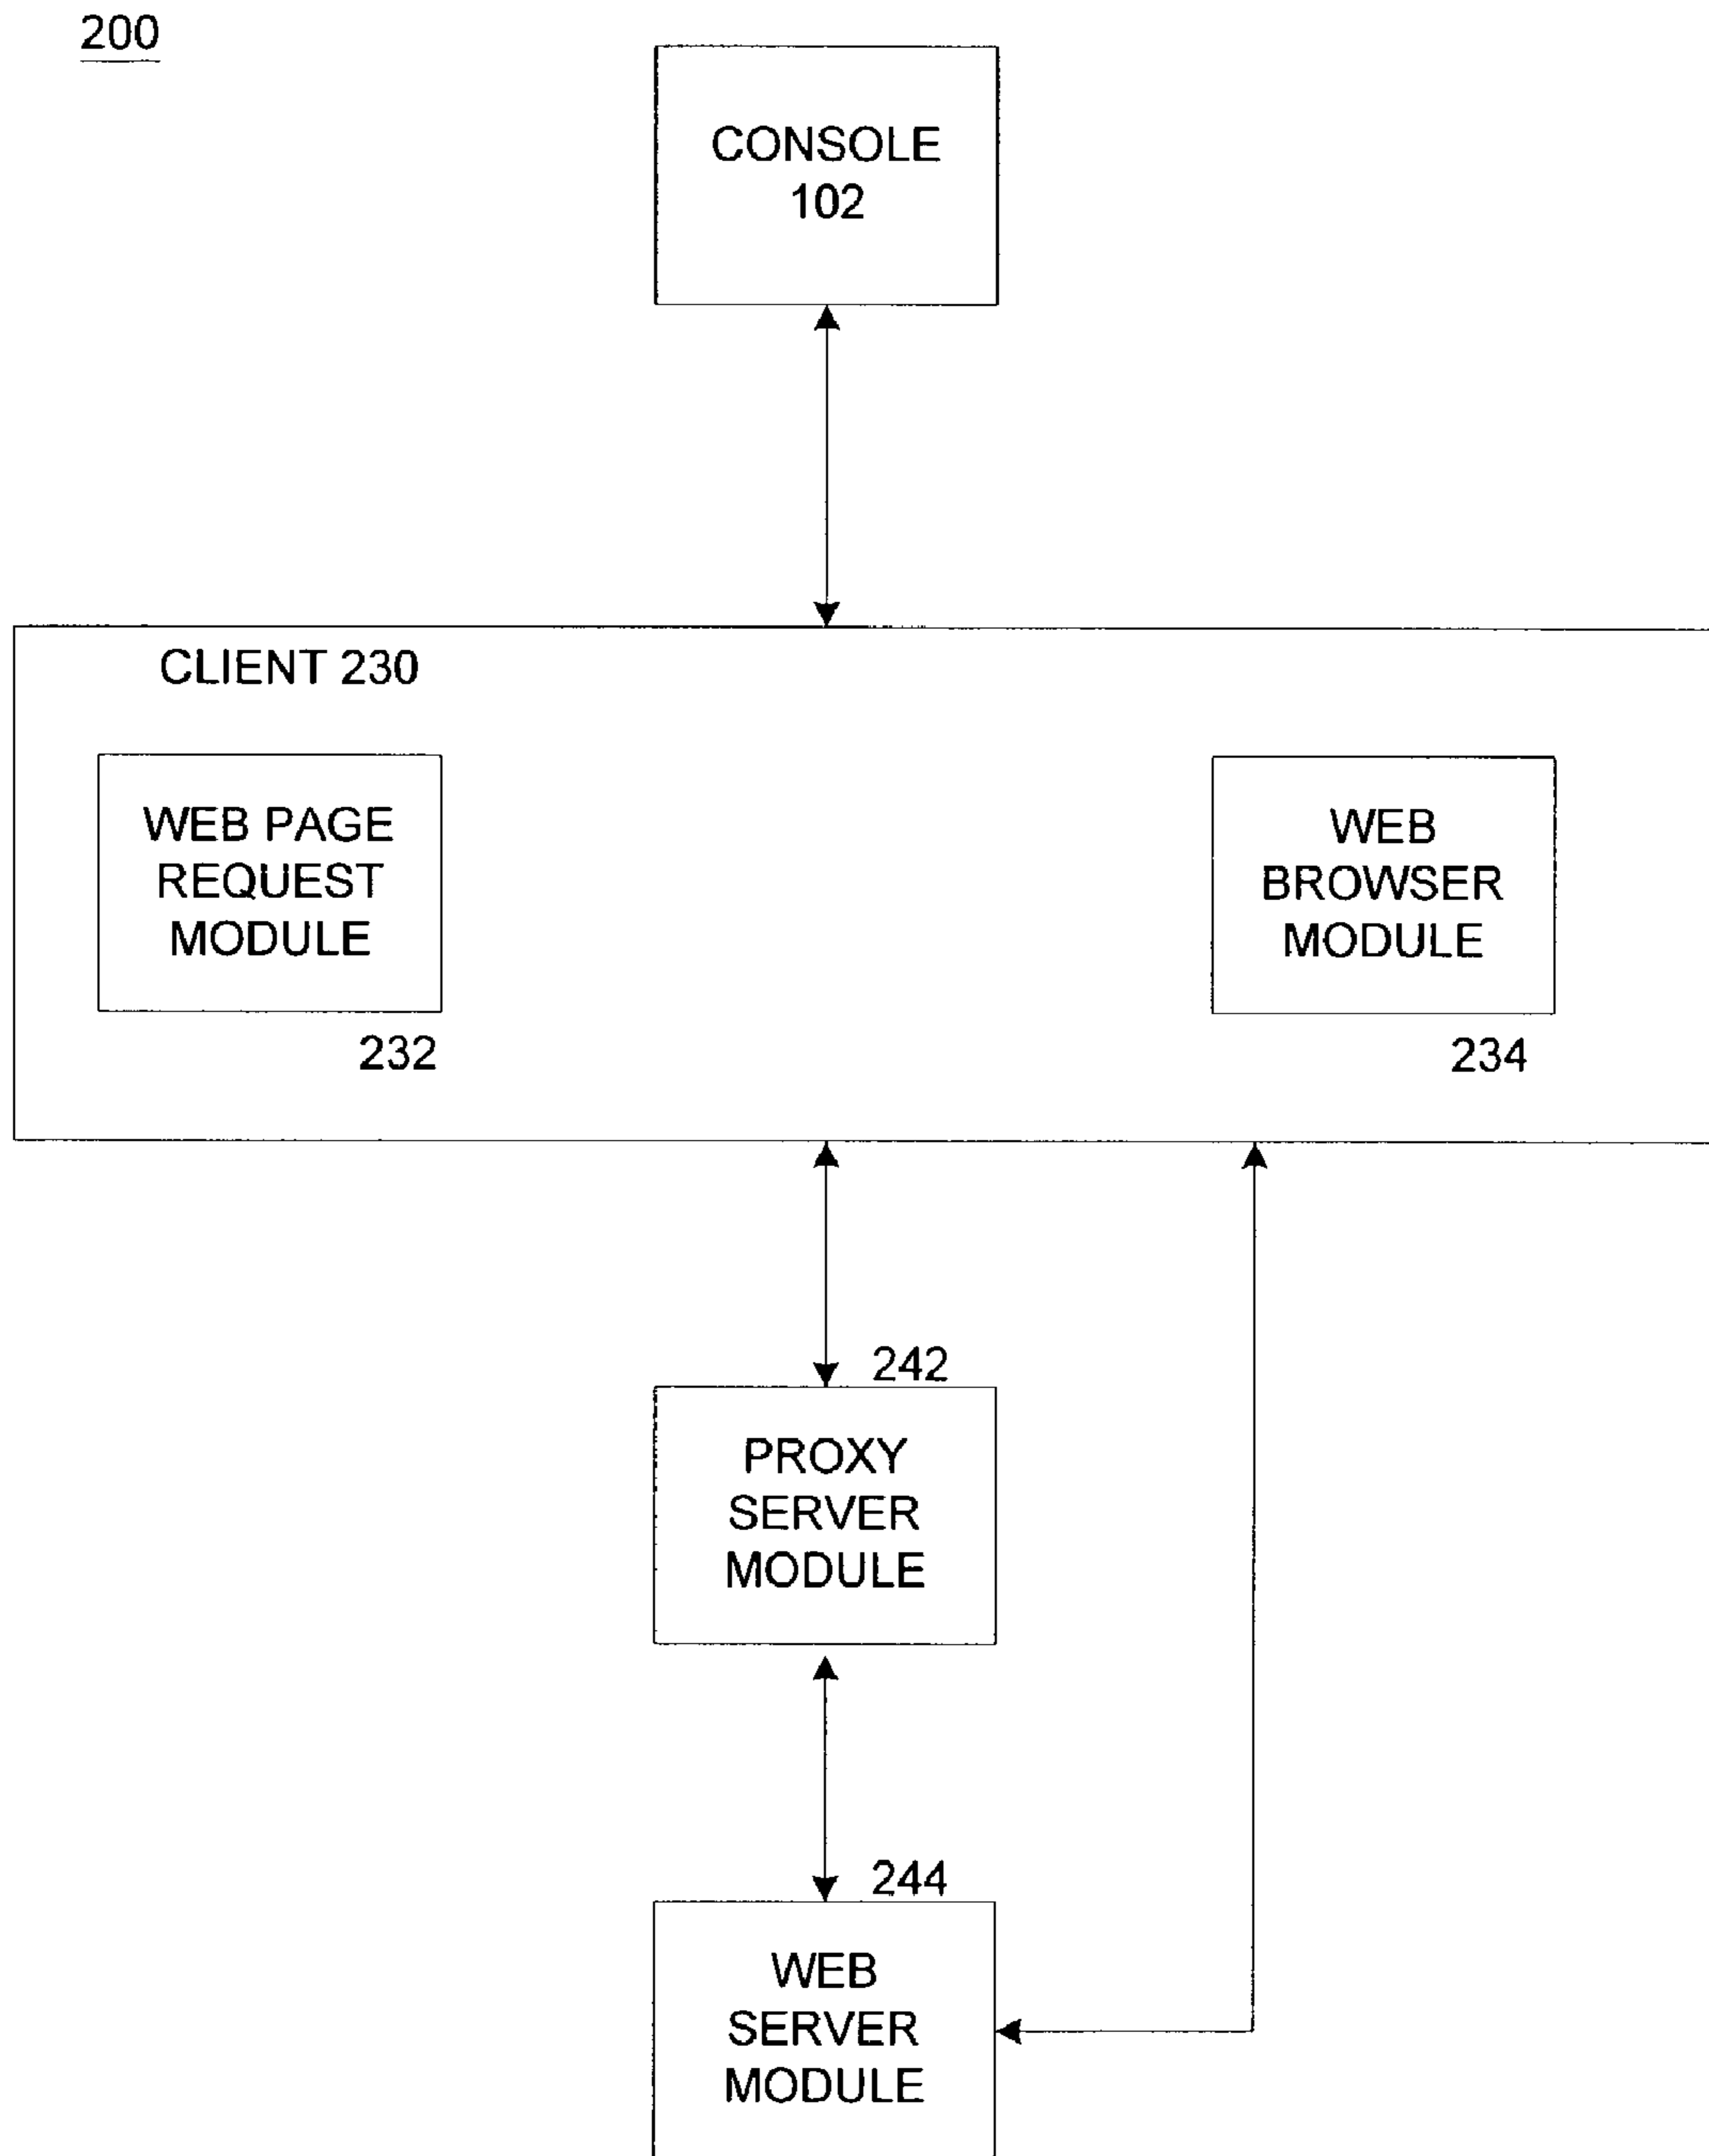 200
CONSOLE
102
CLIENT 230
WEB PAGE
REQUEST
MODULE
232
WEB
BROWSER
MODULE
234
242
PROXY
SERVER
MODULE
244
WEB
SERVER
MODULE